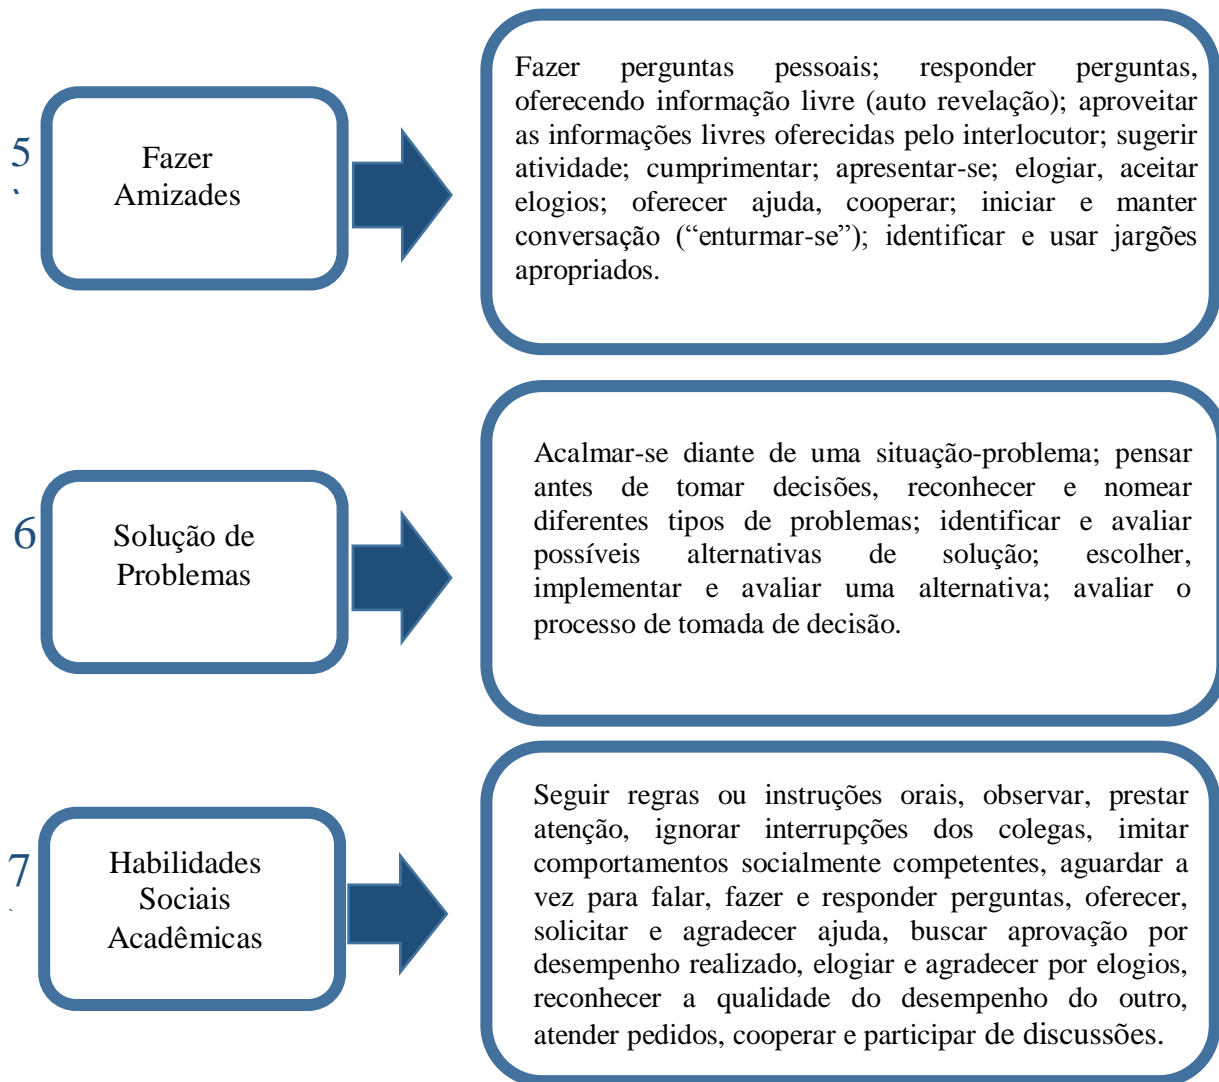 5
Fazer
Amizades
Fazer perguntas pessoais; responder perguntas,
oferecendo informação livre (auto revelação); aproveitar
as informações livres oferecidas pelo interlocutor; sugerir
atividade; cumprimentar; apresentar-se; elogiar, aceitar
elogios; oferecer ajuda, cooperar; iniciar e manter
conversação (“enturmar-se”); identificar e usar jargões
apropriados.
6
Solução de
Problemas
Acalmar-se diante de uma situação-problema; pensar
antes de tomar decisões, reconhecer e nomear
diferentes tipos de problemas; identificar e avaliar
possíveis alternativas de solução; escolher,
implementar e avaliar uma alternativa; avaliar o
processo de tomada de decisão.
7
Habilidades
Sociais
Acadêmicas
Seguir regras ou instruções orais, observar, prestar
atenção, ignorar interrupções dos colegas, imitar
comportamentos socialmente competentes, aguardar a
vez para falar, fazer e responder perguntas, oferecer,
solicitar e agradecer ajuda, buscar aprovação por
desempenho realizado, elogiar e agradecer por elogios,
reconhecer a qualidade do desempenho do outro,
atender pedidos, cooperar e participar de discussões.